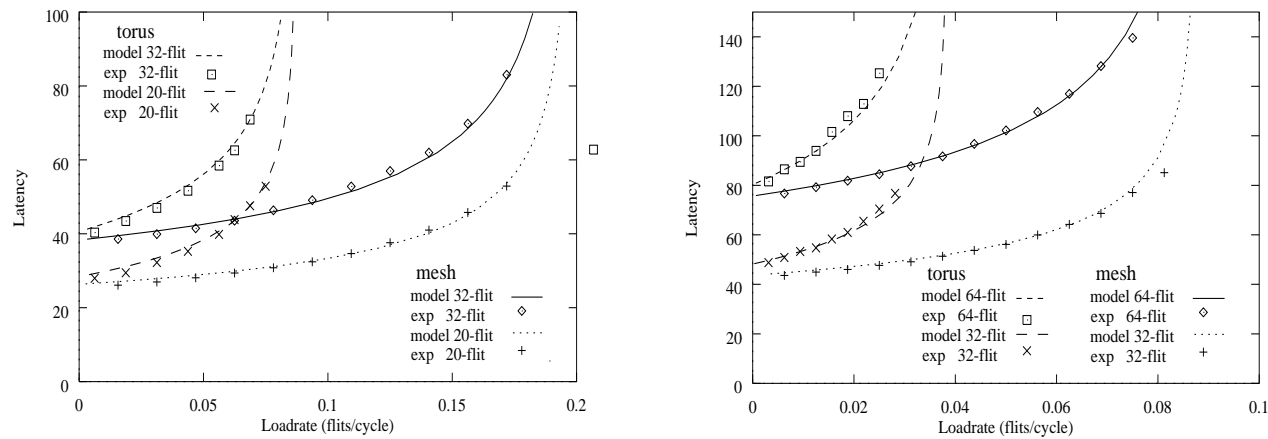 100
80
60
40
20
0
Latency
torus
model 32-flit
exp 32-flit
model 20-flit
exp 20-flit
mesh
model 32-flit
exp 32-flit
model 20-flit
exp 20-flit
0 0.05 0.1 0.15 0.2
Loadrate (flits/cycle)
140
120
100
80
60
40
20
0
Latency
torus
model 64-flit
exp 64-flit
model 32-flit
exp 32-flit
mesh
model 64-flit
exp 64-flit
model 32-flit
exp 32-flit
0 0.02 0.04 0.06 0.08 0.1
Loadrate (flits/cycle)